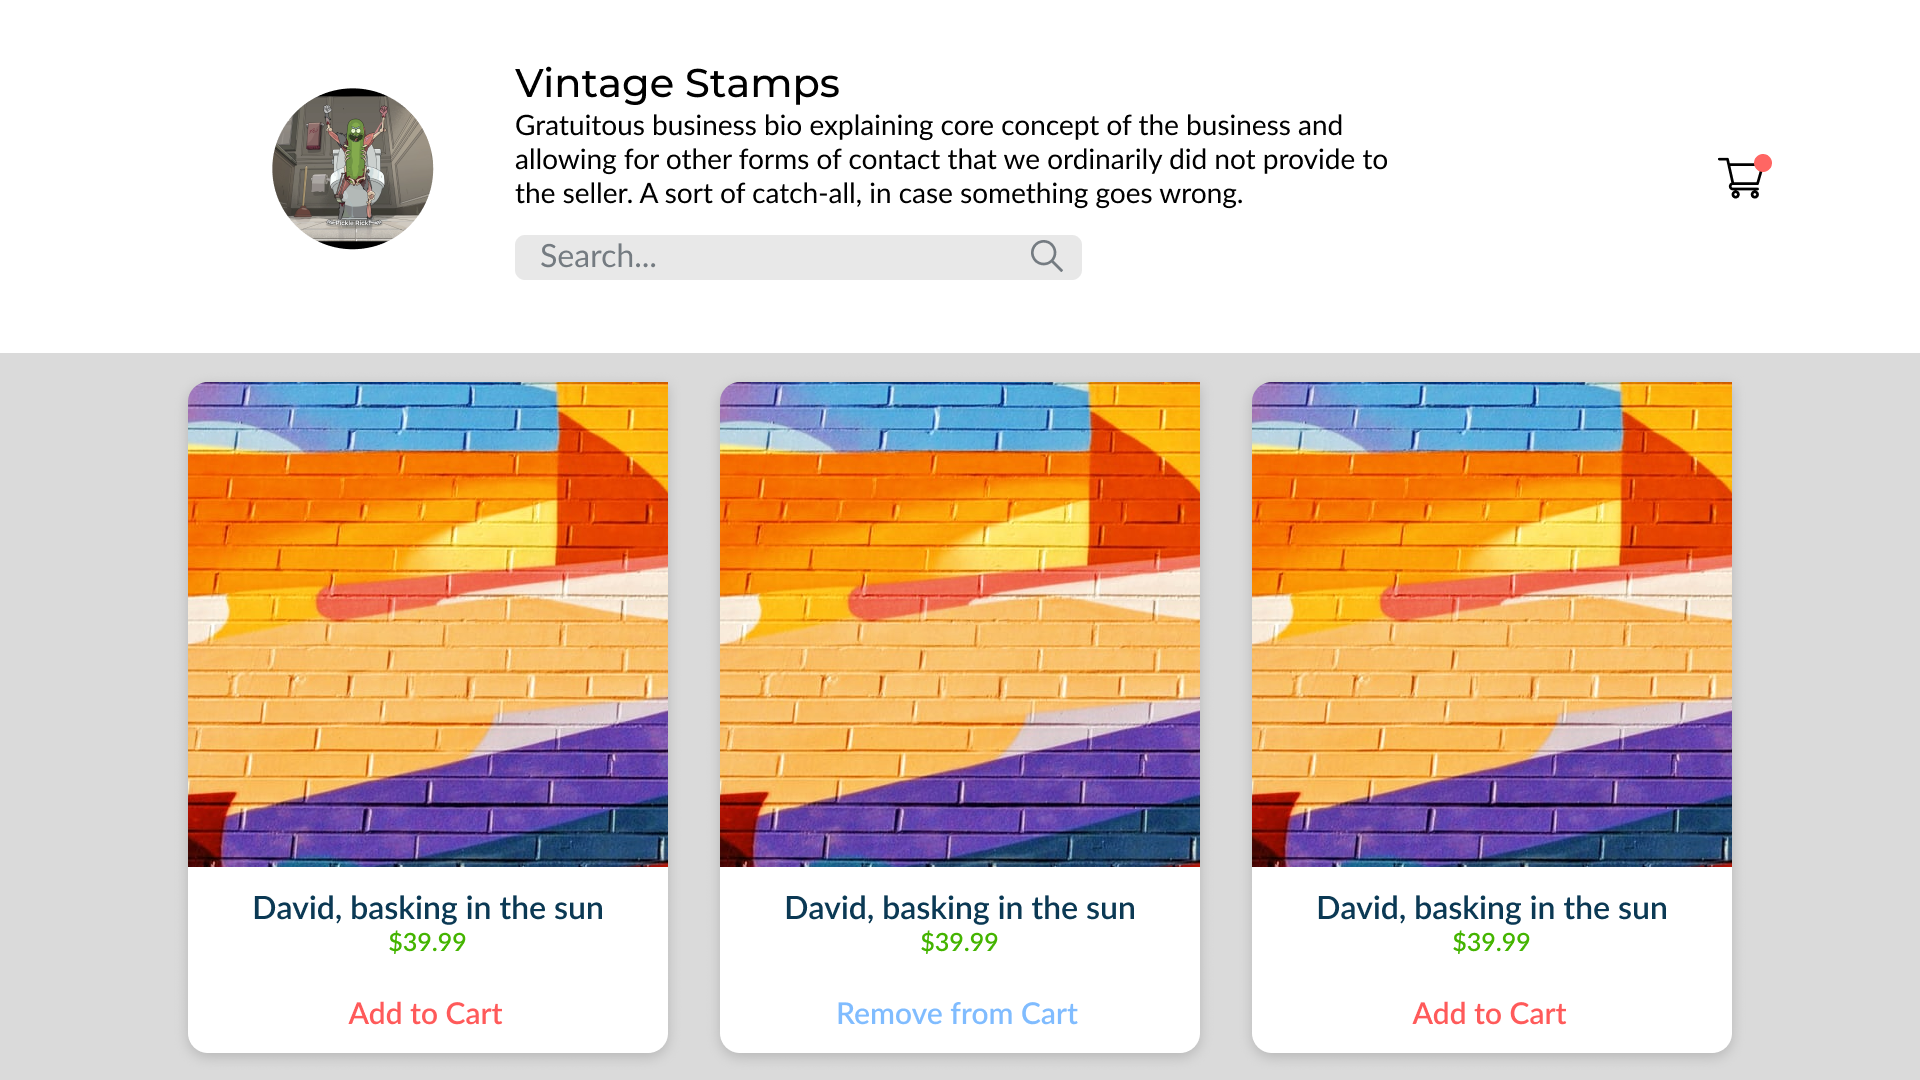 Vintage Stamps
Gratuitous business bio explaining core concept of the business and
allowing for other forms of contact that we ordinarily did not provide to
the seller. A sort of catch-all, in case something goes wrong.
Search...
David, basking in the sun
$39.99
Add to Cart
David, basking in the sun
$39.99
Remove from Cart
David, basking in the sun
$39.99
Add to Cart